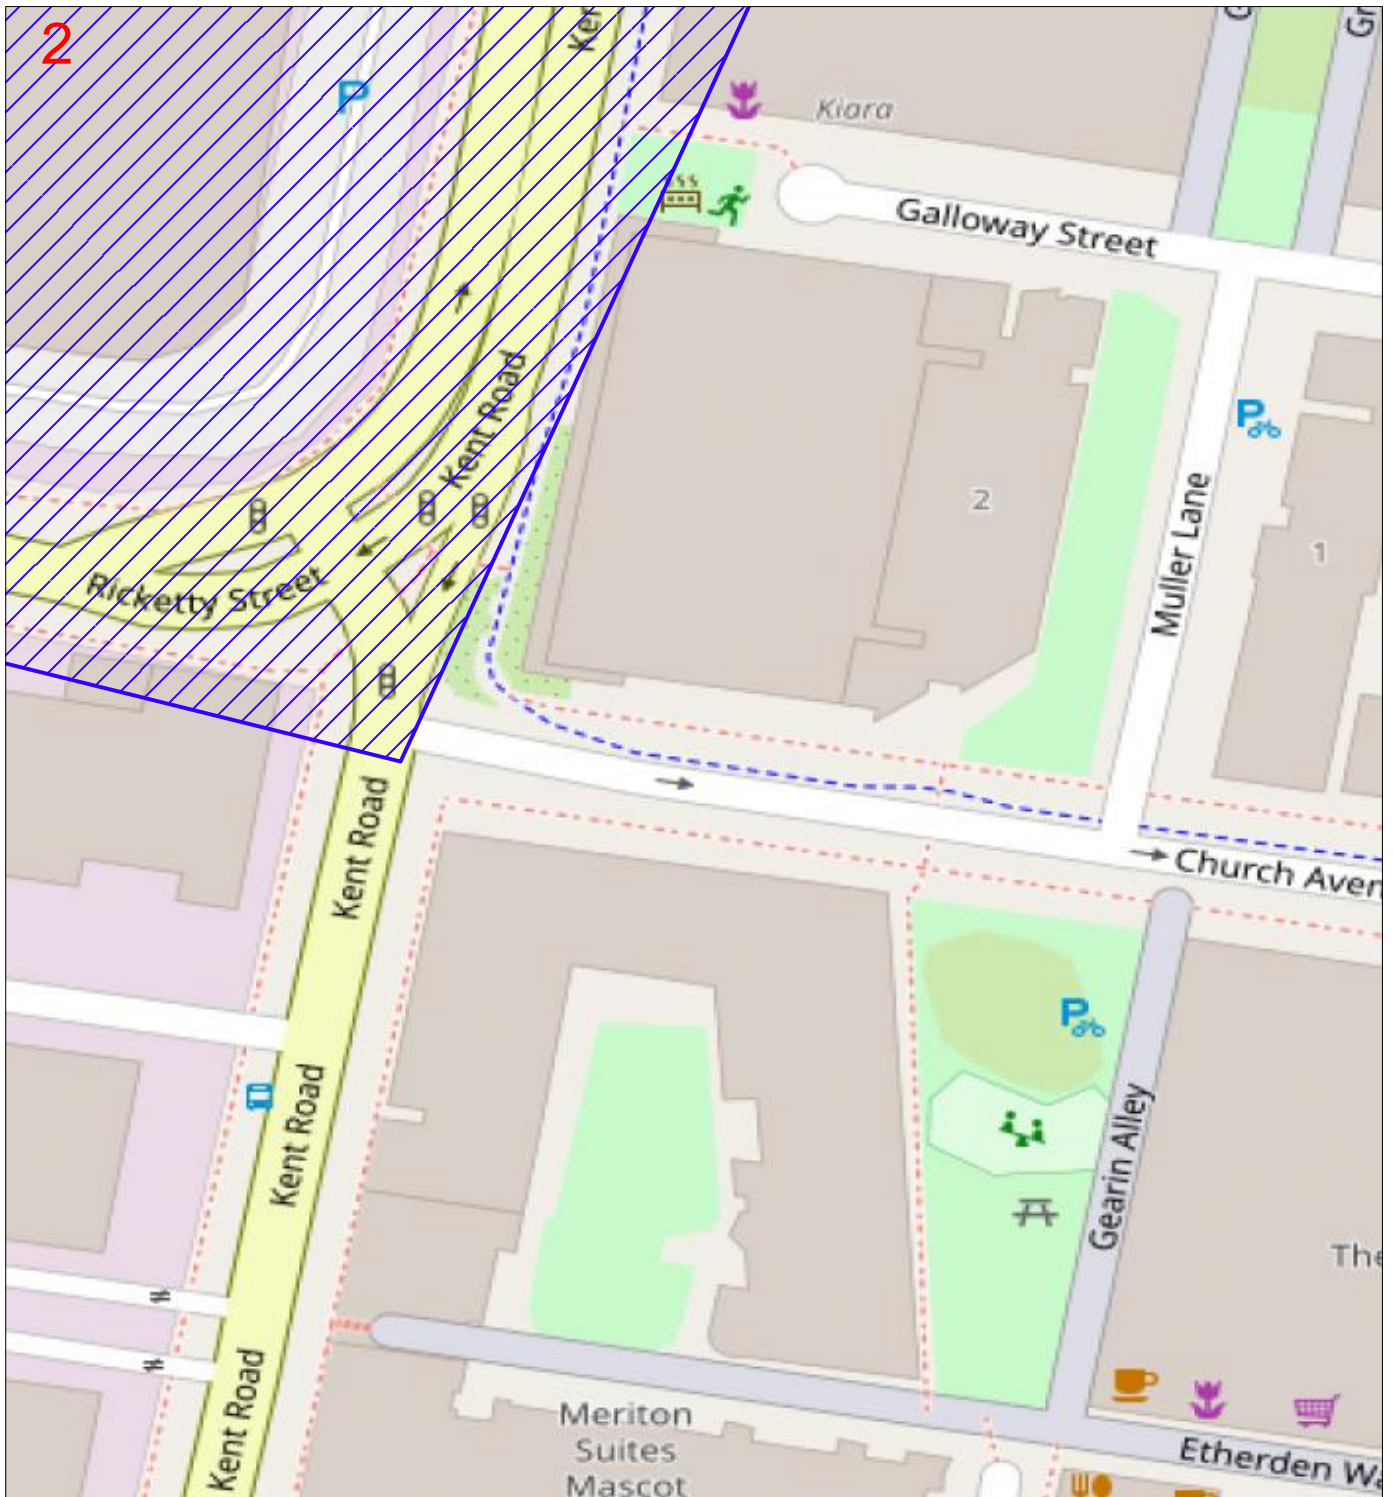 2
P
Kiara
Galloway Street
Kent Road
P
2
1
Muller Lane
Ricketty Street
Kent Road
Church Aven
P
Kent Road
Gearin Alley
The
Kent Road
Meriton
Suites
Mascot
Etherden Wa